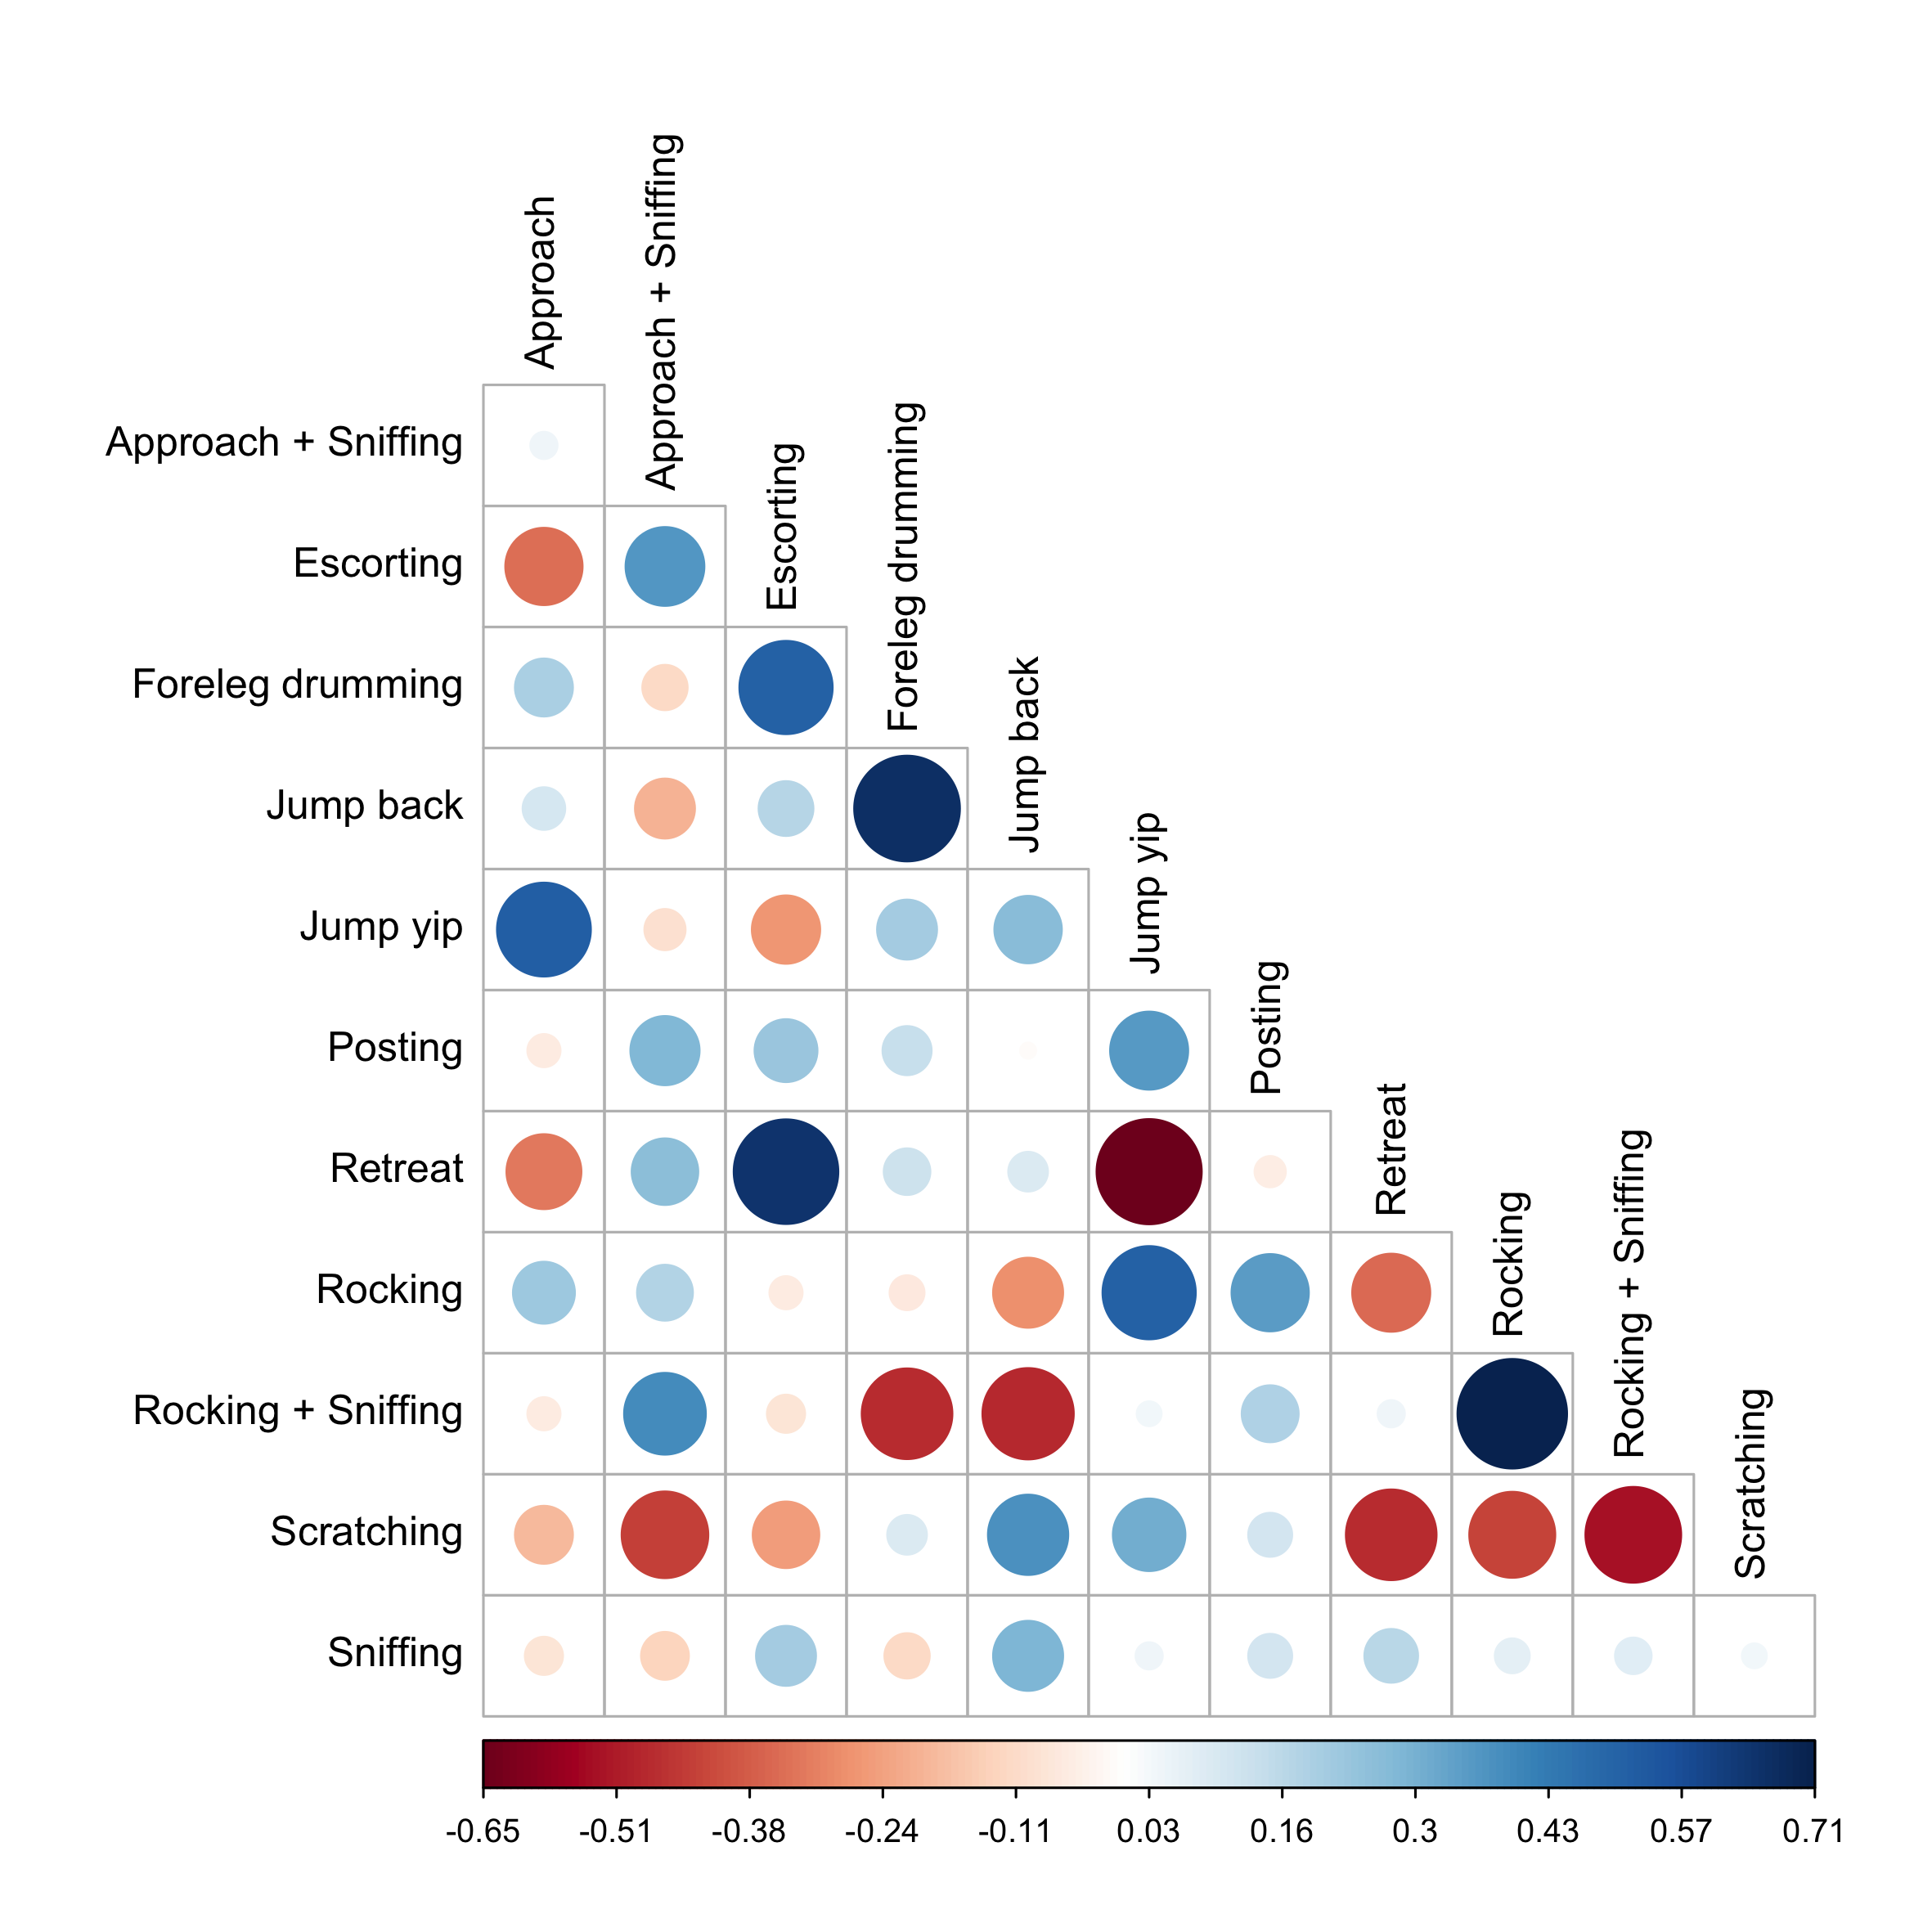 Approach
Approach + Sniffing
Escorting
Foreleg drumming
Jump back
Jump yip
Posting
Retreat
Rocking
Rocking + Sniffing
Scratching
Approach + Sniffing
Escorting
Foreleg drumming
Jump back
Jump yip
Posting
Retreat
Rocking
Rocking + Sniffing
Scratching
Sniffing
-0.65 -0.51 -0.38 -0.24 -0.11 0.03 0.16 0.3 0.43 0.57 0.71